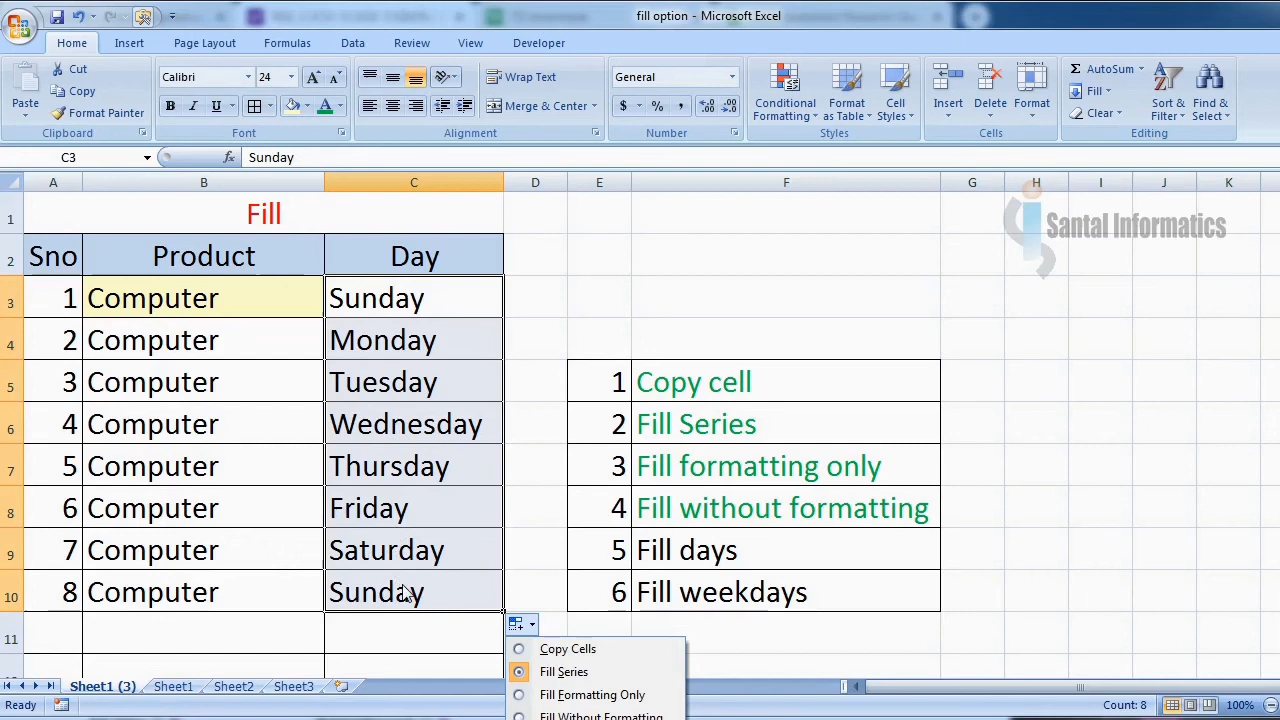 fill option - Microsoft Excel
Home Insert Page Layout Formulas Data Review View Developer
Cut
Copy
Format Painter
Paste
Clipboard
Calibri 24
B I U
Font
Wrap Text
Merge & Center
Alignment
General
$ % ,
Number
Conditional Formatting
Format as Table
Cell Styles
Styles
Insert Delete Format
Cells
AutoSum
Fill
Clear
Sort & Filter
Find & Select
Editing
C3 fx Sunday
A B C D E F G H I J K
1 Fill
Santal Informatics
2 Sno Product Day
3 1 Computer Sunday
4 2 Computer Monday
5 3 Computer Tuesday 1 Copy cell
6 4 Computer Wednesday 2 Fill Series
7 5 Computer Thursday 3 Fill formatting only
8 6 Computer Friday 4 Fill without formatting
9 7 Computer Saturday 5 Fill days
10 8 Computer Sunday 6 Fill weekdays
11
Copy Cells
Fill Series
Fill Formatting Only
Fill Without Formatting
Sheet1 (3) Sheet1 Sheet2 Sheet3
Ready Count: 8 100%